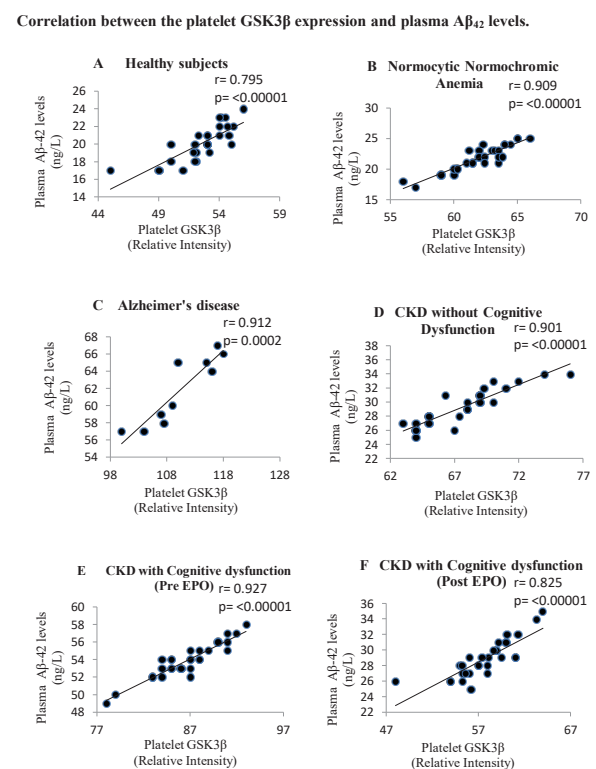 Correlation between the platelet GSK3β expression and plasma Aβ₄₂ levels.
A Healthy subjects
r= 0.795
p= <0.00001
Plasma Aβ-42 levels
(ng/L)
26
24
22
20
18
16
14
44 49 54 59
Platelet GSK3β
(Relative Intensity)
B Normocytic Normochromic
Anemia
r= 0.909
p= <0.00001
Plasma Aβ-42 levels
(ng/L)
30
25
20
15
55 60 65 70
Platelet GSK3β
(Relative Intensity)
C Alzheimer's disease
r= 0.912
p= 0.0002
Plasma Aβ-42 levels
(ng/L)
68
66
64
62
60
58
56
54
98 108 118 128
Platelet GSK3β
(Relative Intensity)
D CKD without Cognitive
Dysfunction
r= 0.901
p= <0.00001
Plasma Aβ-42 levels
(ng/L)
38
36
34
32
30
28
26
24
22
62 67 72 77
Platelet GSK3β
(Relative Intensity)
E CKD with Cognitive dysfunction
(Pre EPO) r= 0.927
p= <0.00001
Plasma Aβ-42 levels
(ng/L)
60
58
56
54
52
50
48
77 87 97
Platelet GSK3β
(Relative Intensity)
F CKD with Cognitive dysfunction
(Post EPO) r= 0.825
p= <0.00001
Plasma Aβ-42 levels
(ng/L)
36
34
32
30
28
26
24
22
47 57 67
Platelet GSK3β
(Relative Intensity)